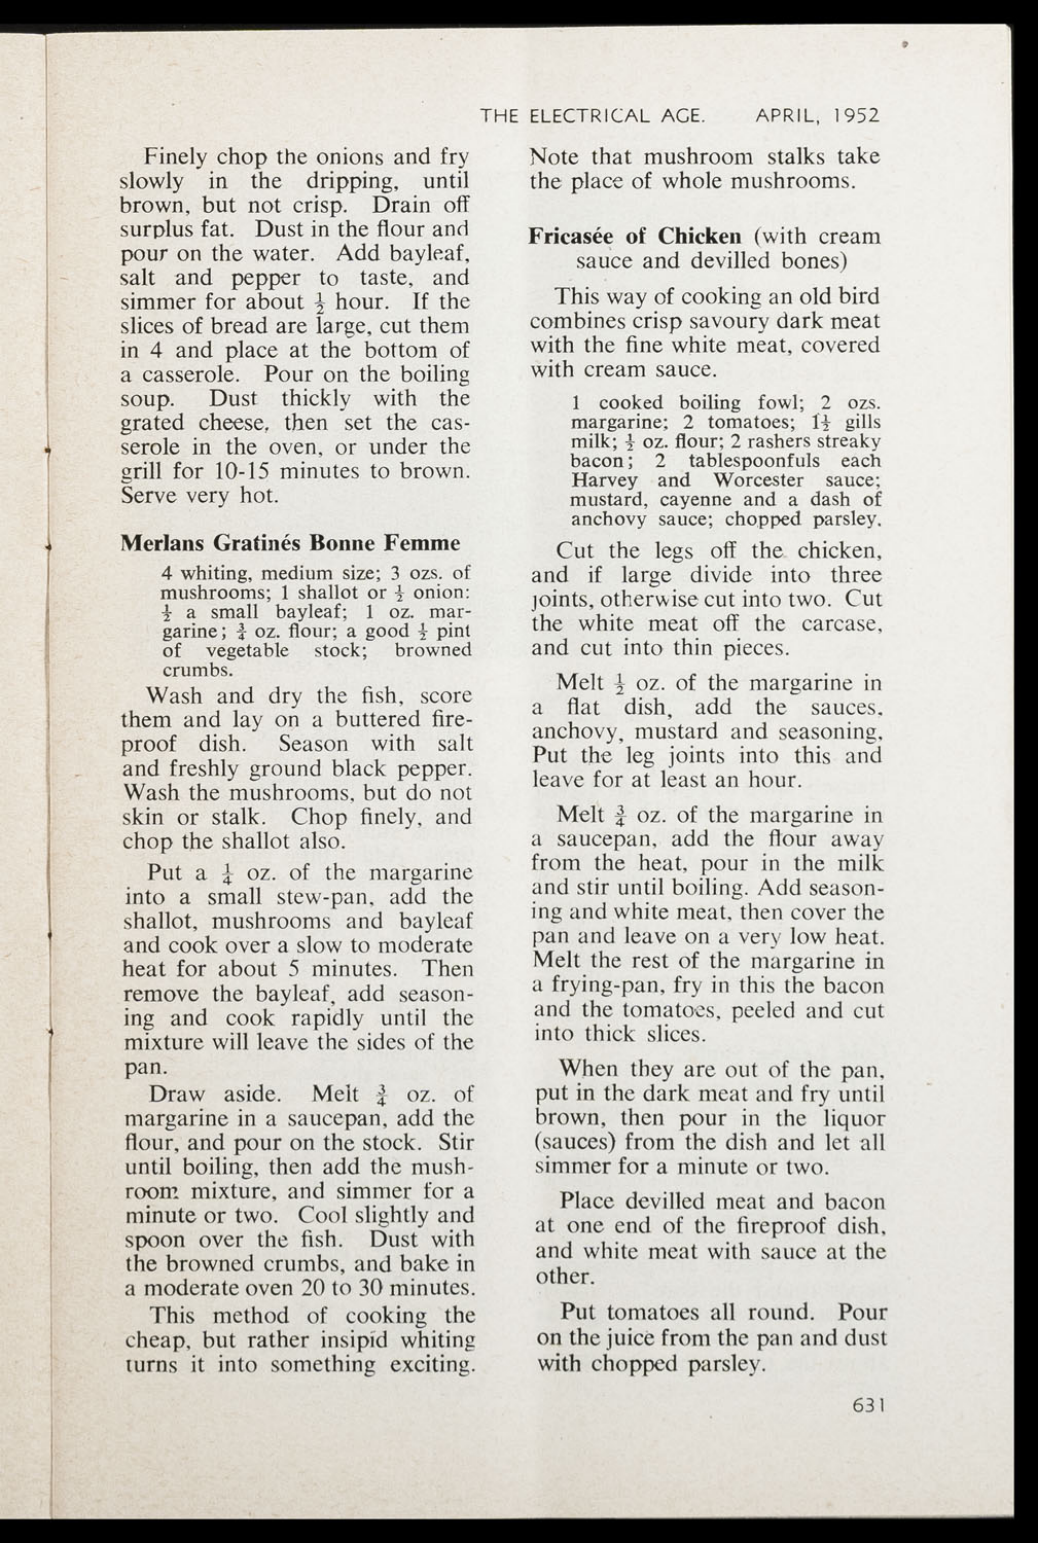 THE ELECTRICAL AGE. APRIL, 1952
Finely chop the onions and fry
slowly in the dripping, until
brown, but not crisp. Drain off
surplus fat. Dust in the flour and
pour on the water. Add bayleaf,
salt and pepper to taste, and
simmer for about ½ hour. If the
slices of bread are large, cut them
in 4 and place at the bottom of
a casserole. Pour on the boiling
soup. Dust thickly with the
grated cheese, then set the cas-
serole in the oven, or under the
grill for 10-15 minutes to brown.
Serve very hot.
Merlans Gratinés Bonne Femme
4 whiting, medium size; 3 ozs. of
mushrooms; 1 shallot or ½ onion:
½ a small bayleaf; 1 oz. mar-
garine; ¾ oz. flour; a good ½ pint
of vegetable stock; browned
crumbs.
Wash and dry the fish, score
them and lay on a buttered fire-
proof dish. Season with salt
and freshly ground black pepper.
Wash the mushrooms, but do not
skin or stalk. Chop finely, and
chop the shallot also.
Put a ¼ oz. of the margarine
into a small stew-pan, add the
shallot, mushrooms and bayleaf
and cook over a slow to moderate
heat for about 5 minutes. Then
remove the bayleaf, add season-
ing and cook rapidly until the
mixture will leave the sides of the
pan.
Draw aside. Melt ¾ oz. of
margarine in a saucepan, add the
flour, and pour on the stock. Stir
until boiling, then add the mush-
room mixture, and simmer for a
minute or two. Cool slightly and
spoon over the fish. Dust with
the browned crumbs, and bake in
a moderate oven 20 to 30 minutes.
This method of cooking the
cheap, but rather insipid whiting
turns it into something exciting.
Note that mushroom stalks take
the place of whole mushrooms.
Fricasée of Chicken (with cream
sauce and devilled bones)
This way of cooking an old bird
combines crisp savoury dark meat
with the fine white meat, covered
with cream sauce.
1 cooked boiling fowl; 2 ozs.
margarine; 2 tomatoes; 1½ gills
milk; ½ oz. flour; 2 rashers streaky
bacon; 2 tablespoonfuls each
Harvey and Worcester sauce;
mustard, cayenne and a dash of
anchovy sauce; chopped parsley.
Cut the legs off the chicken,
and if large divide into three
joints, otherwise cut into two. Cut
the white meat off the carcase,
and cut into thin pieces.
Melt ½ oz. of the margarine in
a flat dish, add the sauces.
anchovy, mustard and seasoning.
Put the leg joints into this and
leave for at least an hour.
Melt ¾ oz. of the margarine in
a saucepan, add the flour away
from the heat, pour in the milk
and stir until boiling. Add season-
ing and white meat, then cover the
pan and leave on a very low heat.
Melt the rest of the margarine in
a frying-pan, fry in this the bacon
and the tomatoes, peeled and cut
into thick slices.
When they are out of the pan,
put in the dark meat and fry until
brown, then pour in the liquor
(sauces) from the dish and let all
simmer for a minute or two.
Place devilled meat and bacon
at one end of the fireproof dish,
and white meat with sauce at the
other.
Put tomatoes all round. Pour
on the juice from the pan and dust
with chopped parsley.
631